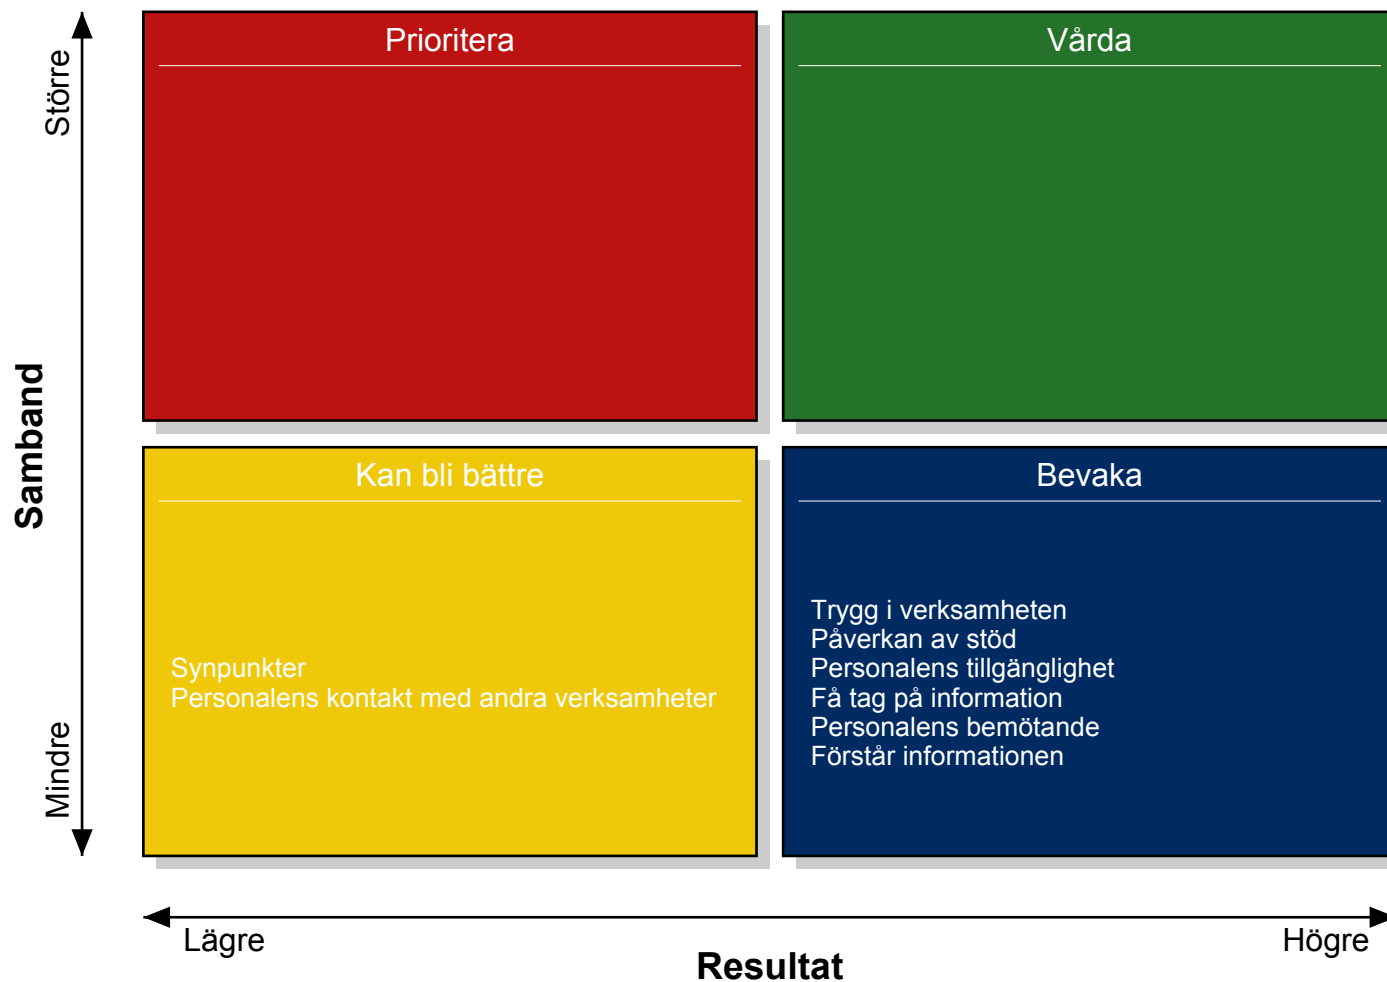 Större
Samband
Mindre
Prioritera
Vårda
Kan bli bättre
Synpunkter
Personalens kontakt med andra verksamheter
Bevaka
Trygg i verksamheten
Påverkan av stöd
Personalens tillgänglighet
Få tag på information
Personalens bemötande
Förstår informationen
Lägre
Högre
Resultat